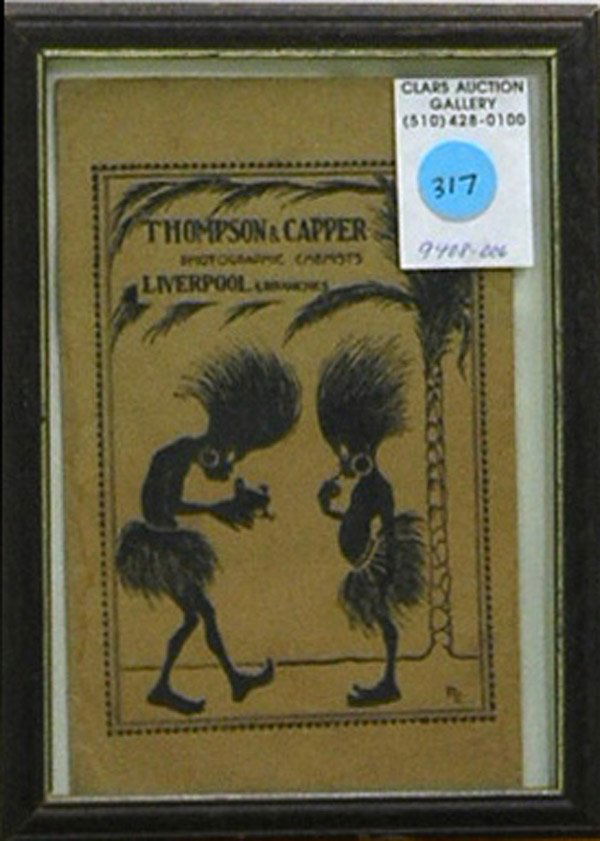 CLARS AUCTION
GALLERY
(510) 428-0100
317
9408-006
THOMPSON & CAPPER
PHOTOGRAPHIC CHEMISTS
LIVERPOOL & BRANCHES